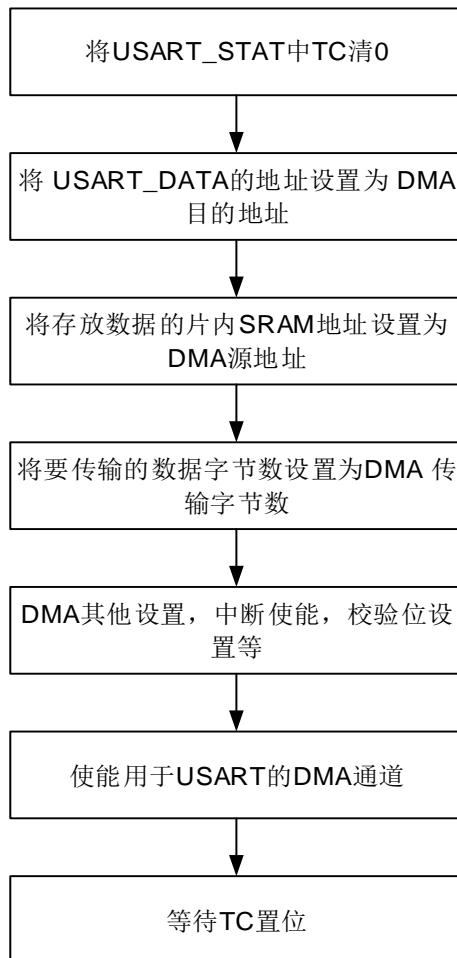 将USART_STAT中TC清0
将 USART_DATA的地址设置为 DMA
目的地址
将存放数据的片内SRAM地址设置为
DMA源地址
将要传输的数据字节数设置为DMA 传
输字节数
DMA其他设置，中断使能，校验位设
置等
使能用于USART的DMA通道
等待TC置位